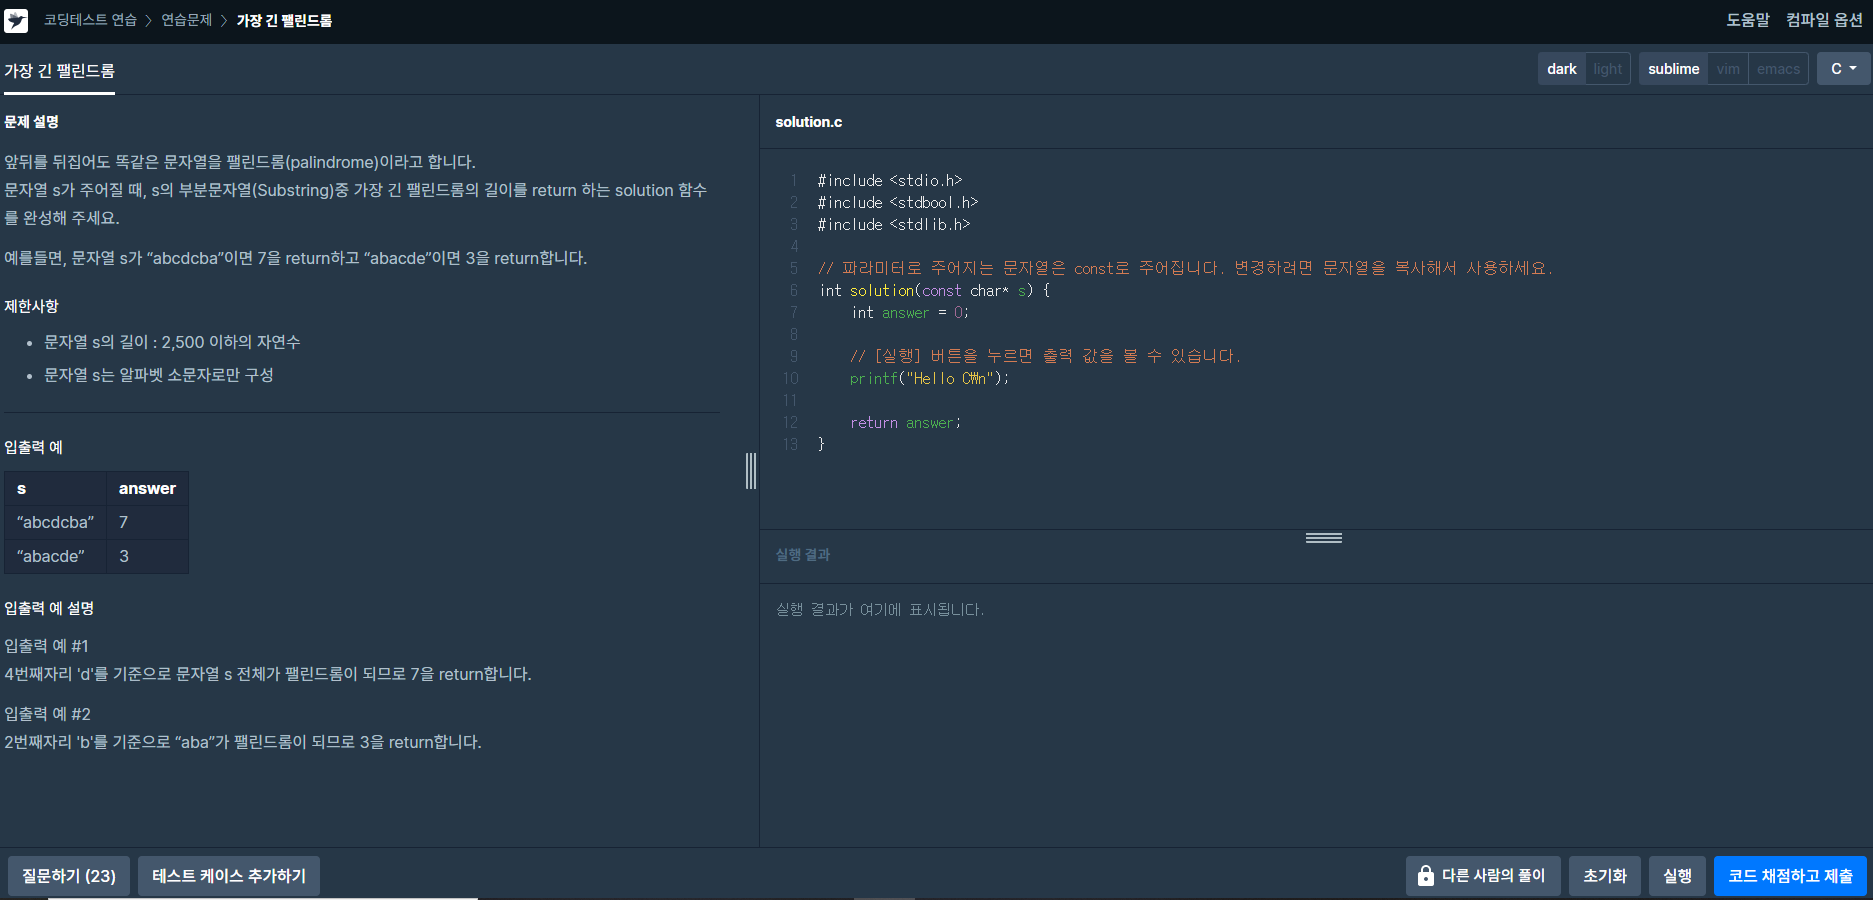 코딩테스트 연습 > 연습문제 > 가장 긴 팰린드롬
도움말 컴파일 옵션
가장 긴 팰린드롬
dark light sublime vim emacs C
문제 설명
앞뒤를 뒤집어도 똑같은 문자열을 팰린드롬(palindrome)이라고 합니다.
문자열 s가 주어질 때, s의 부분문자열(Substring)중 가장 긴 팰린드롬의 길이를 return 하는 solution 함수
를 완성해 주세요.
예를들면, 문자열 s가 “abcdcba”이면 7을 return하고 “abacde”이면 3을 return합니다.
제한사항
• 문자열 s의 길이 : 2,500 이하의 자연수
• 문자열 s는 알파벳 소문자로만 구성
입출력 예
s answer
“abcdcba” 7
“abacde” 3
입출력 예 설명
입출력 예 #1
4번째자리 'd'를 기준으로 문자열 s 전체가 팰린드롬이 되므로 7을 return합니다.
입출력 예 #2
2번째자리 'b'를 기준으로 “aba”가 팰린드롬이 되므로 3을 return합니다.
solution.c
1 #include <stdio.h>
2 #include <stdbool.h>
3 #include <stdlib.h>
4
5 // 파라미터로 주어지는 문자열은 const로 주어집니다. 변경하려면 문자열을 복사해서 사용하세요.
6 int solution(const char* s) {
7     int answer = 0;
8
9     // [실행] 버튼을 누르면 출력 값을 볼 수 있습니다.
10     printf("Hello C₩n");
11
12     return answer;
13 }
실행 결과
실행 결과가 여기에 표시됩니다.
질문하기 (23) 테스트 케이스 추가하기
다른 사람의 풀이 초기화 실행 코드 채점하고 제출